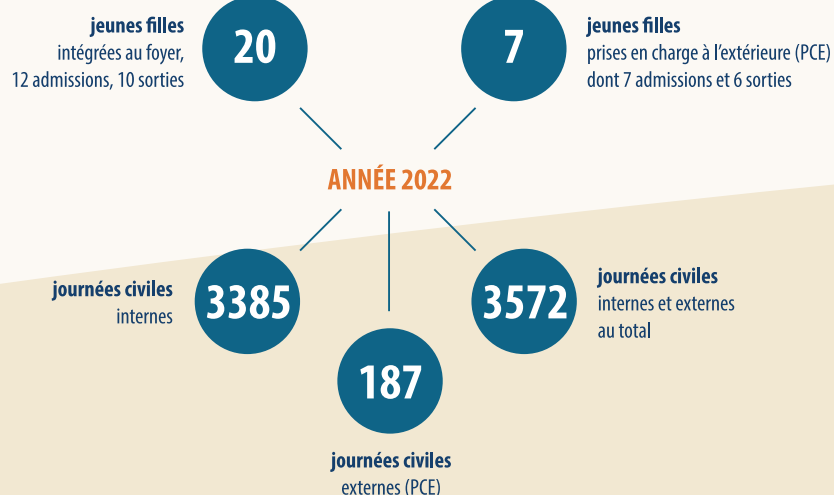 jeunes filles
intégrées au foyer,
12 admissions, 10 sorties
20
7
jeunes filles
prises en charge à l'extérieure (PCE)
dont 7 admissions et 6 sorties
ANNÉE 2022
journées civiles
internes
3385
3572
journées civiles
internes et externes
au total
187
journées civiles
externes (PCE)